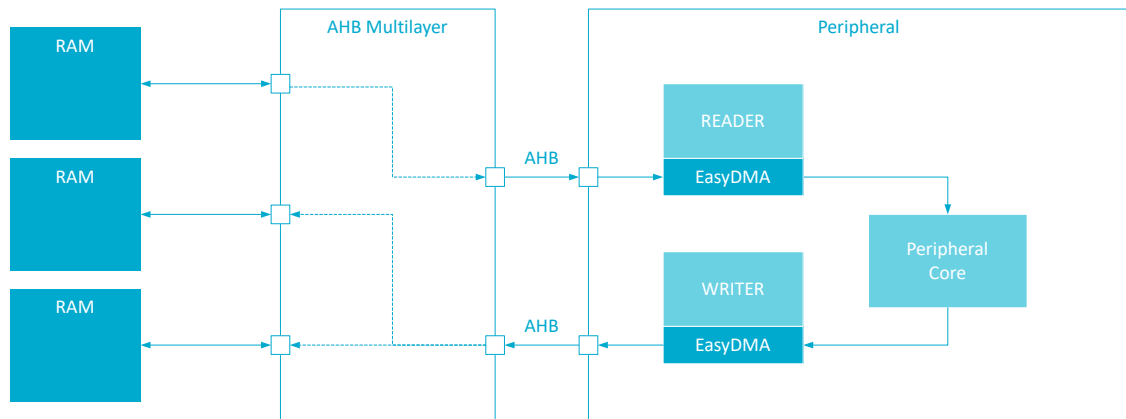 AHB Multilayer
Peripheral
RAM
READER
AHB
EasyDMA
RAM
Peripheral
Core
WRITER
RAM
AHB
EasyDMA